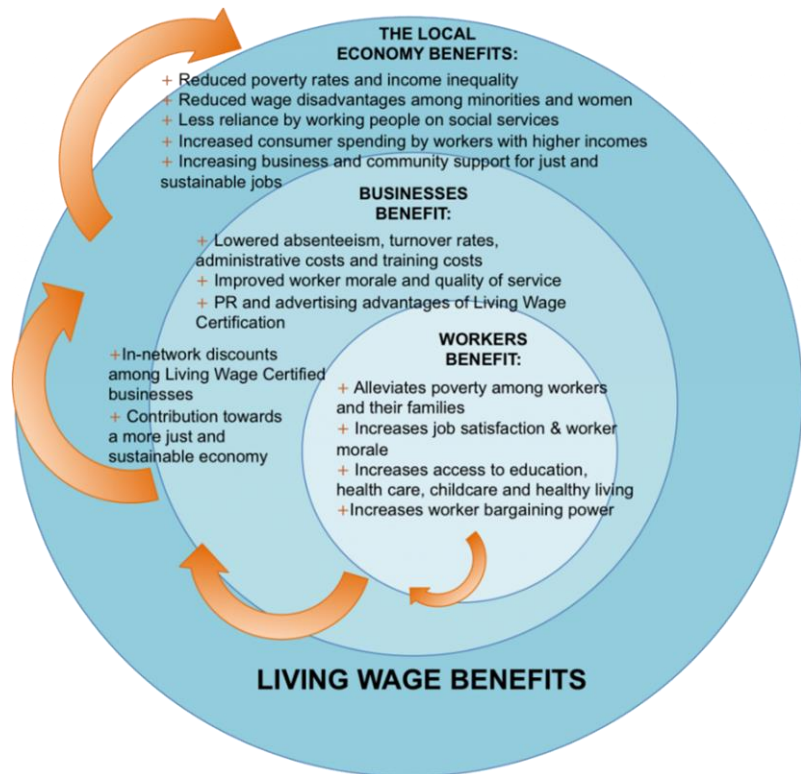 THE LOCAL
ECONOMY BENEFITS:
+ Reduced poverty rates and income inequality
+ Reduced wage disadvantages among minorities and women
+ Less reliance by working people on social services
+ Increased consumer spending by workers with higher incomes
+ Increasing business and community support for just and
sustainable jobs
BUSINESSES
BENEFIT:
+ Lowered absenteeism, turnover rates,
administrative costs and training costs
+ Improved worker morale and quality of service
+ PR and advertising advantages of Living Wage
Certification
+In-network discounts
among Living Wage Certified
businesses
+ Contribution towards
a more just and
sustainable economy
WORKERS
BENEFIT:
+ Alleviates poverty among workers
and their families
+ Increases job satisfaction & worker
morale
+ Increases access to education,
health care, childcare and healthy living
+Increases worker bargaining power
LIVING WAGE BENEFITS